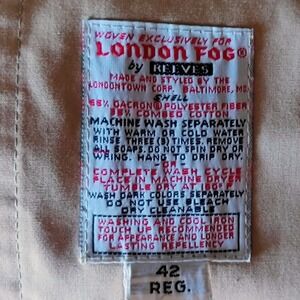 WOVEN EXCLUSIVELY FOR
LONDON FOG®
by REEVES
MADE AND STYLED BY THE
LONDONTOWN CORP. BALTIMORE, MD.
SHELL
65% DACRON® POLYESTER FIBER
35% COMBED COTTON
MACHINE WASH SEPARATELY
WITH WARM OR COLD WATER
RINSE THREE (3) TIMES. REMOVE
ALL SOAPS. DO NOT SPIN DRY OR
WRING. HANG TO DRIP DRY.
- OR -
COMPLETE WASH CYCLE
PLACE IN MACHINE DRYER
TUMBLE DRY AT 160°
WASH DARK COLORS SEPARATELY
DO NOT USE BLEACH
DRY CLEANABLE
WASHING AND COOL IRON
TOUCH UP RECOMMENDED
FOR APPEARANCE AND LONGER
LASTING REPELLENCY
42
REG.